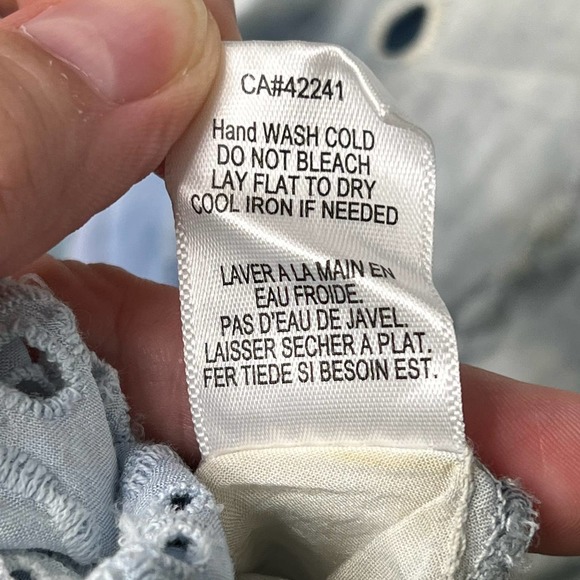 CA#42241
Hand WASH COLD
DO NOT BLEACH
LAY FLAT TO DRY
COOL IRON IF NEEDED
LAVER A LA MAIN EN
EAU FROIDE.
PAS D'EAU DE JAVEL.
LAISSER SECHER A PLAT.
FER TIEDE SI BESOIN EST.